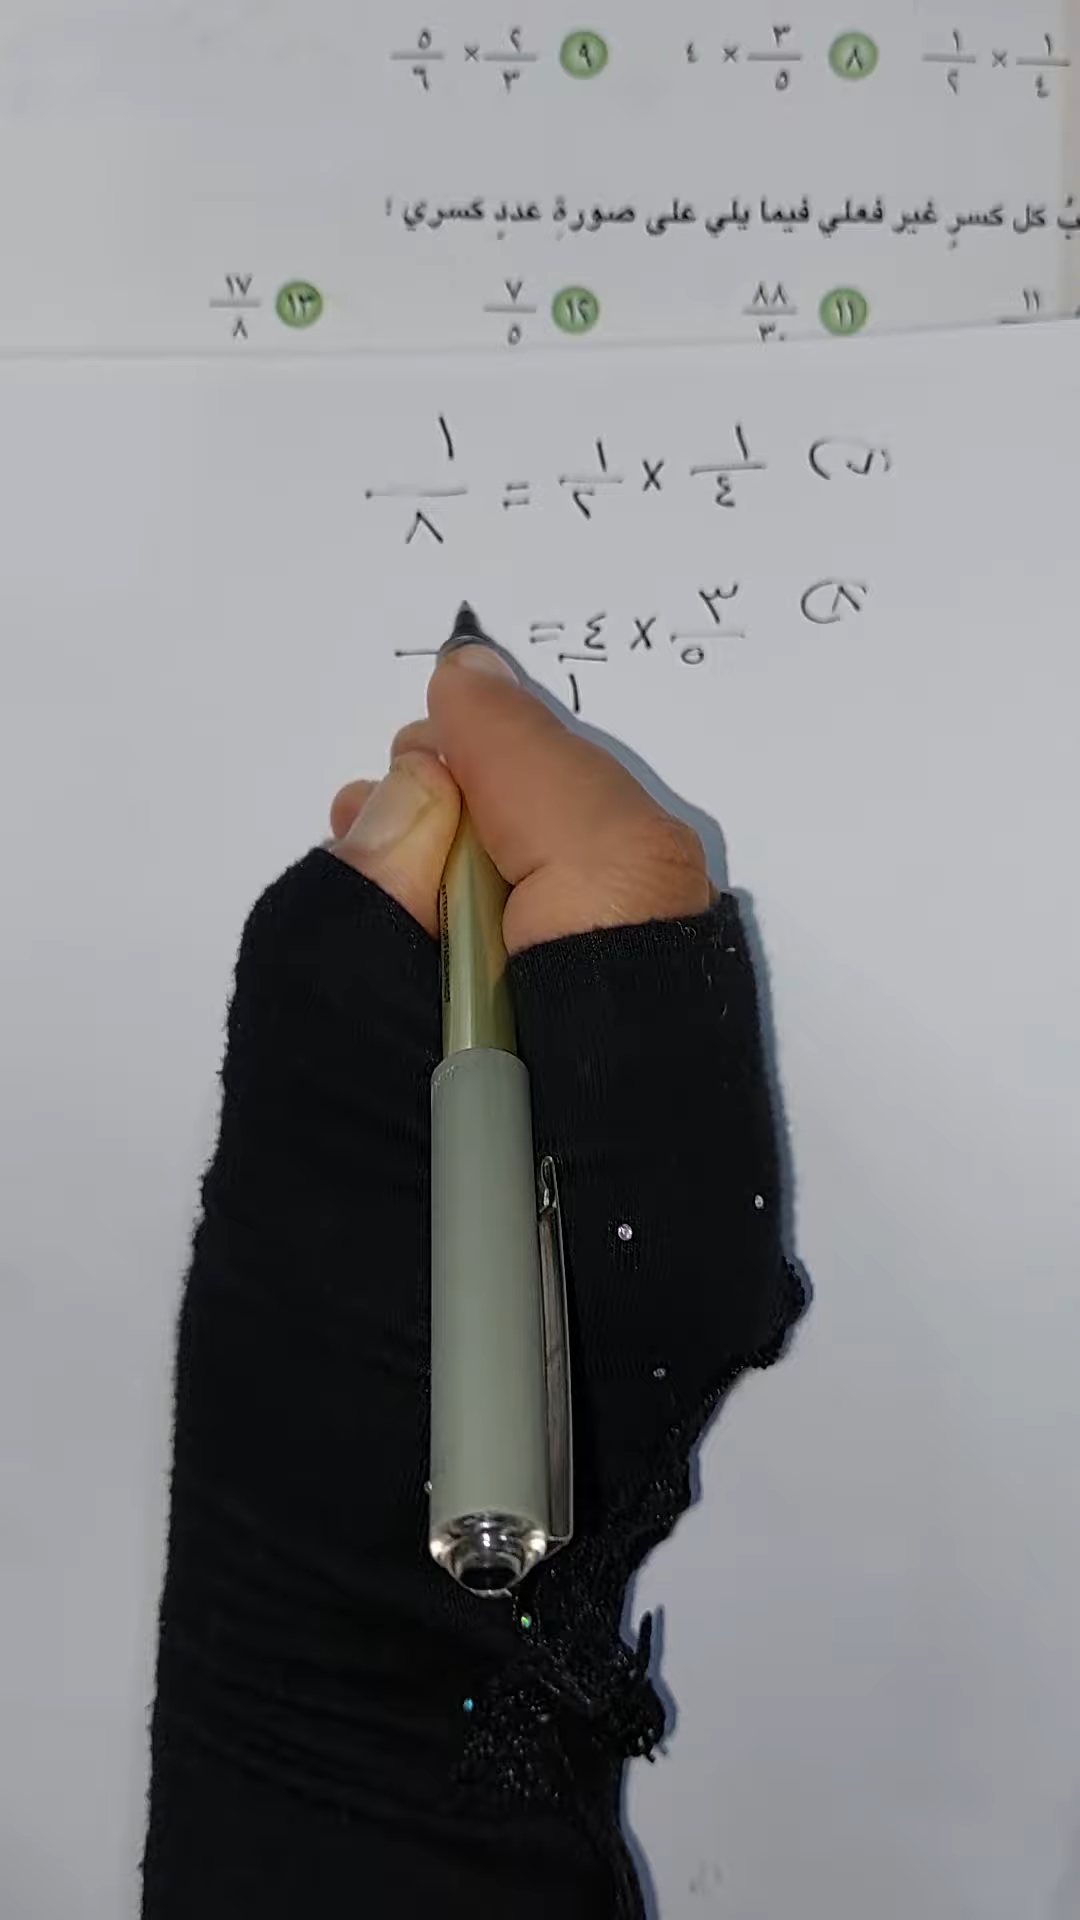 ١/٤ × ١/٢ ٨ ٣/٥ × ٤ ٩ ٢/٣ × ٥/٦
كل كسرٍ غير فعلي فيما يلي على صورةِ عددٍ كسري :
١١ ١١ ٨٨/٣٠ ١٢ ٧/٥ ١٣ ١٧/٨
٧) ١/٤ × ١/٢ = ١/٨
٨) ٣/٥ × ٤/١ =